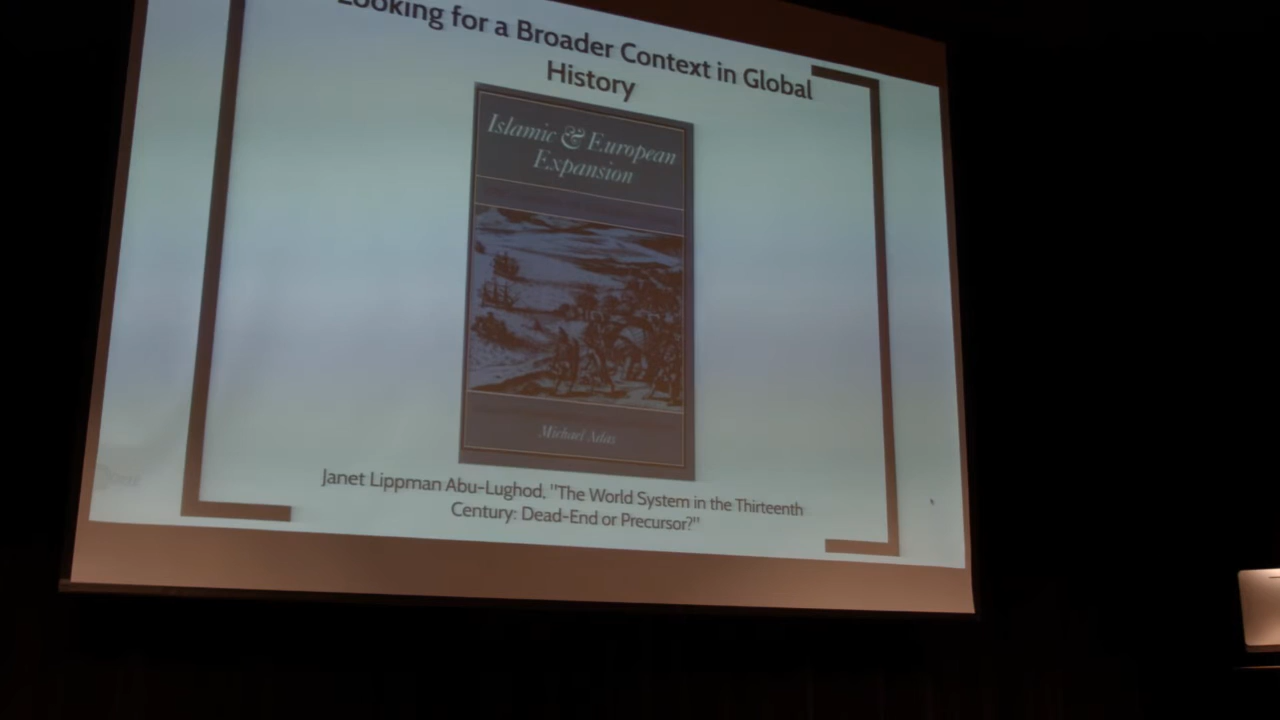 Looking for a Broader Context in Global
History
Islamic & European
Expansion
Michael Adas
Janet Lippman Abu-Lughod, "The World System in the Thirteenth
Century: Dead-End or Precursor?"